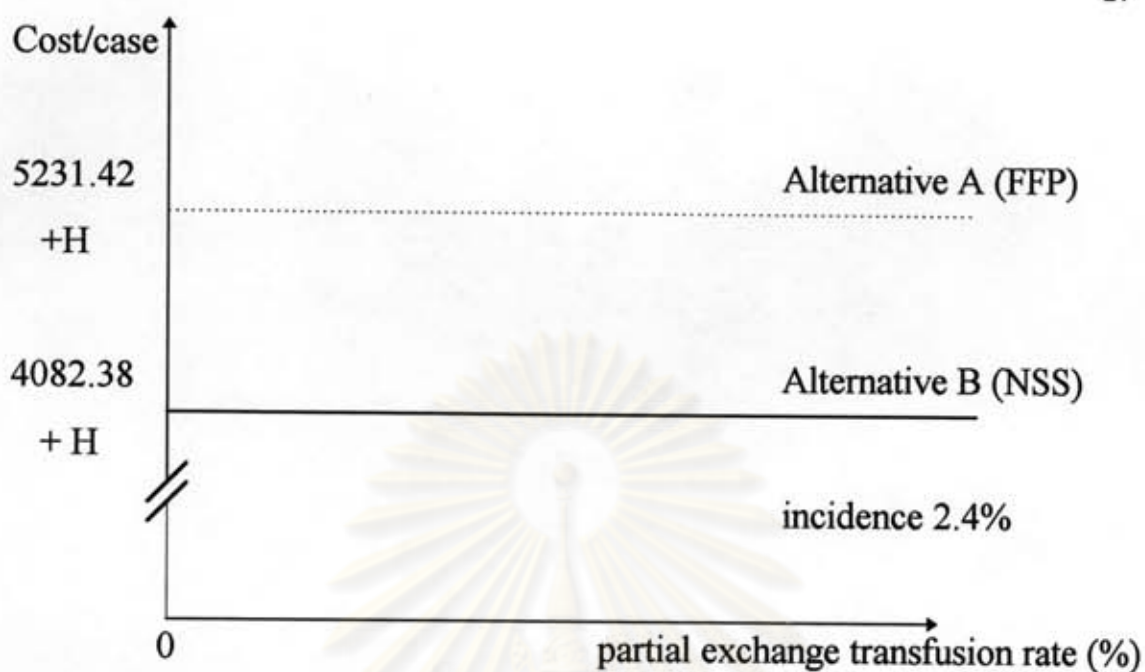 Cost/case
5231.42
+H
Alternative A (FFP)
4082.38
+ H
Alternative B (NSS)
incidence 2.4%
0
partial exchange transfusion rate (%)